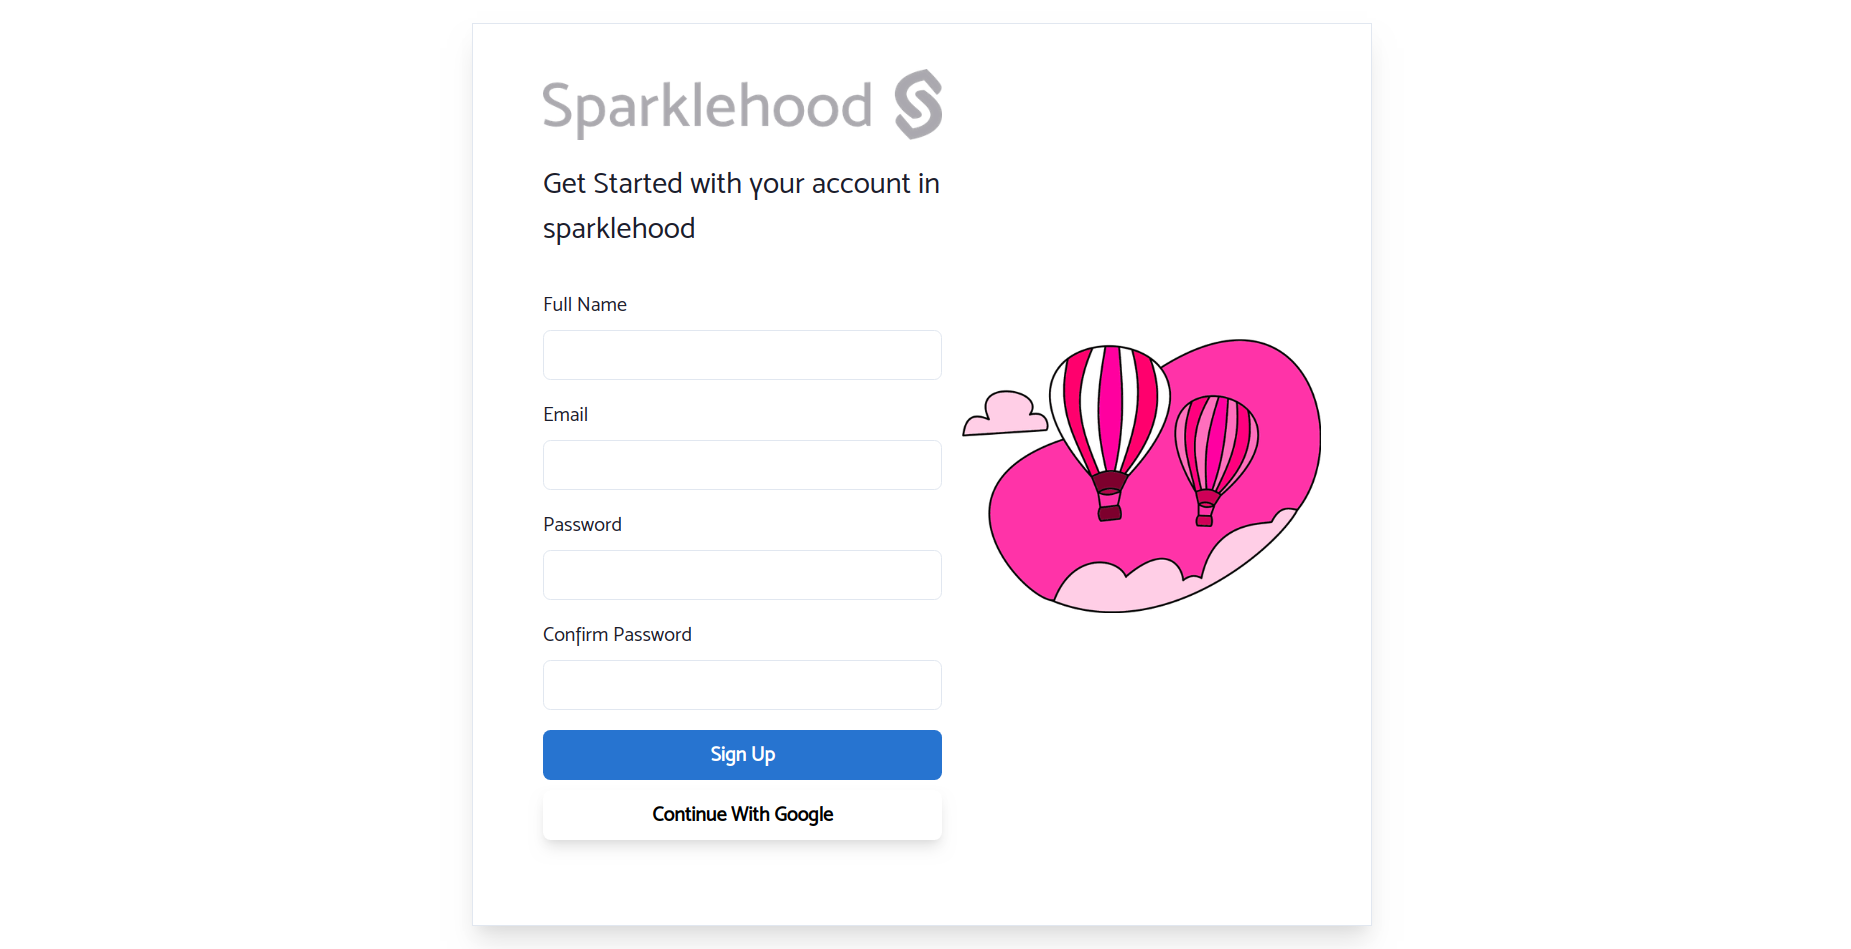 Sparklehood
Get Started with your account in
sparklehood
Full Name
Email
Password
Confirm Password
Sign Up
Continue With Google